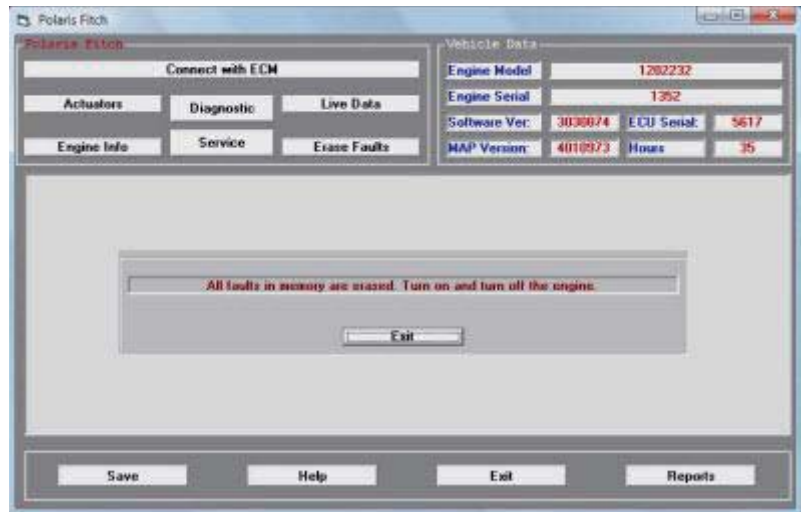 Polaris Fitch
Polaris Fitch
Connect with ECM
Actuators Diagnostic Live Data
Engine Info Service Erase Faults
Vehicle Data
Engine Model 1202232
Engine Serial 1352
Software Ver: 3030074 ECU Serial: 5617
MAP Version: 4010973 Hours 35
All faults in memory are erased. Turn on and turn off the engine.
Exit
Save Help Exit Reports